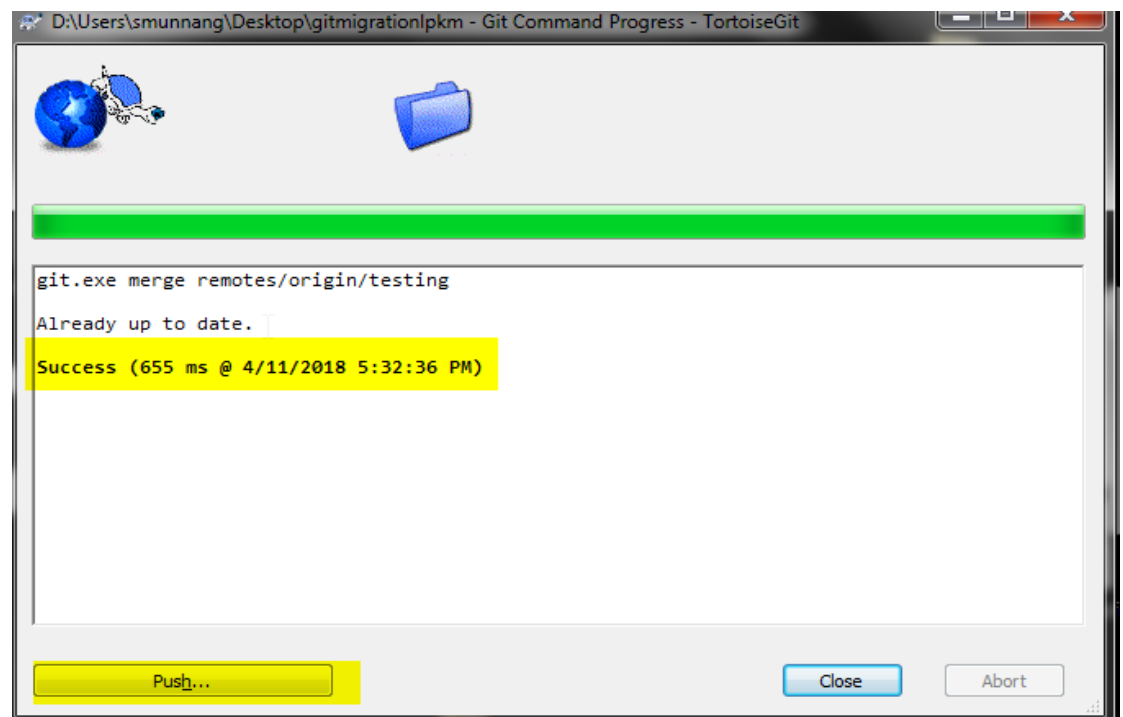 D:\Users\smunnang\Desktop\gitmigrationlpkm - Git Command Progress - TortoiseGit
git.exe merge remotes/origin/testing
Already up to date.
Success (655 ms @ 4/11/2018 5:32:36 PM)
Push...
Close
Abort